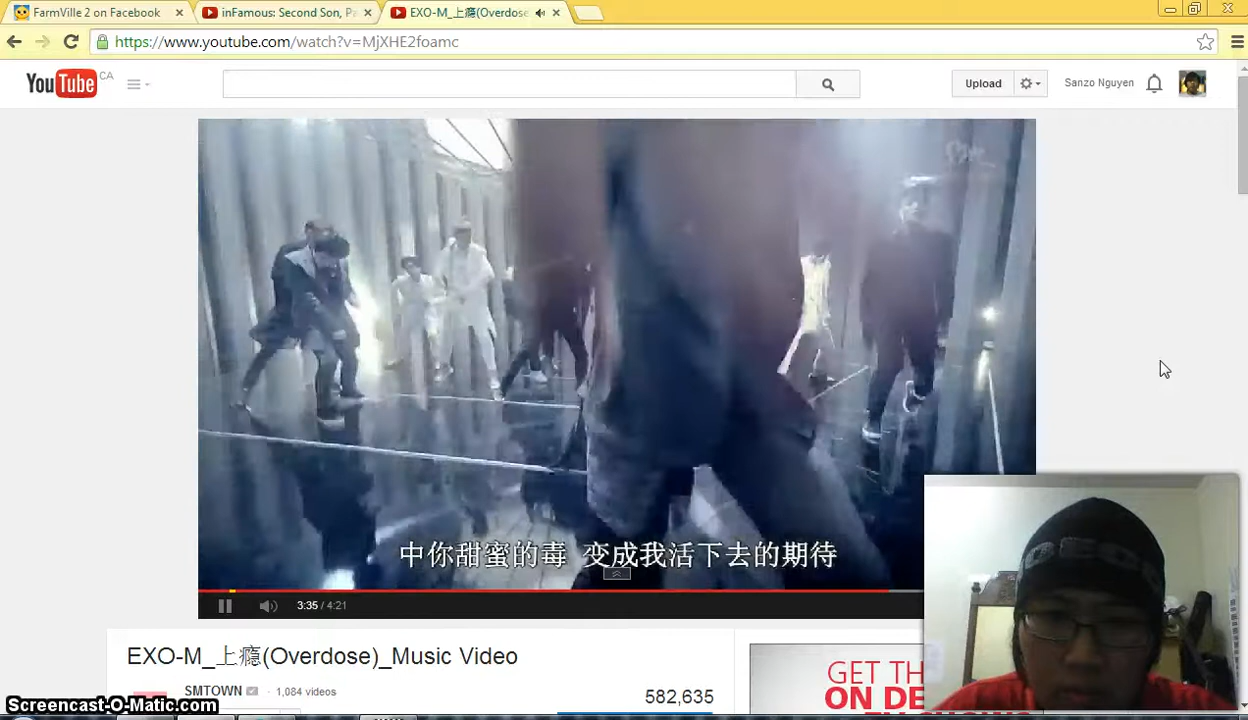 FarmVille 2 on Facebook
inFamous: Second Son, Pa
EXO-M_上瘾(Overdose
https://www.youtube.com/watch?v=MjXHE2foamc
YouTube CA
Upload
Sanzo Nguyen
中你甜蜜的毒 变成我活下去的期待
3:35 / 4:21
EXO-M_上瘾(Overdose)_Music Video
SMTOWN
1,084 videos
582,635
GET TH
ON DE
Screencast-O-Matic.com